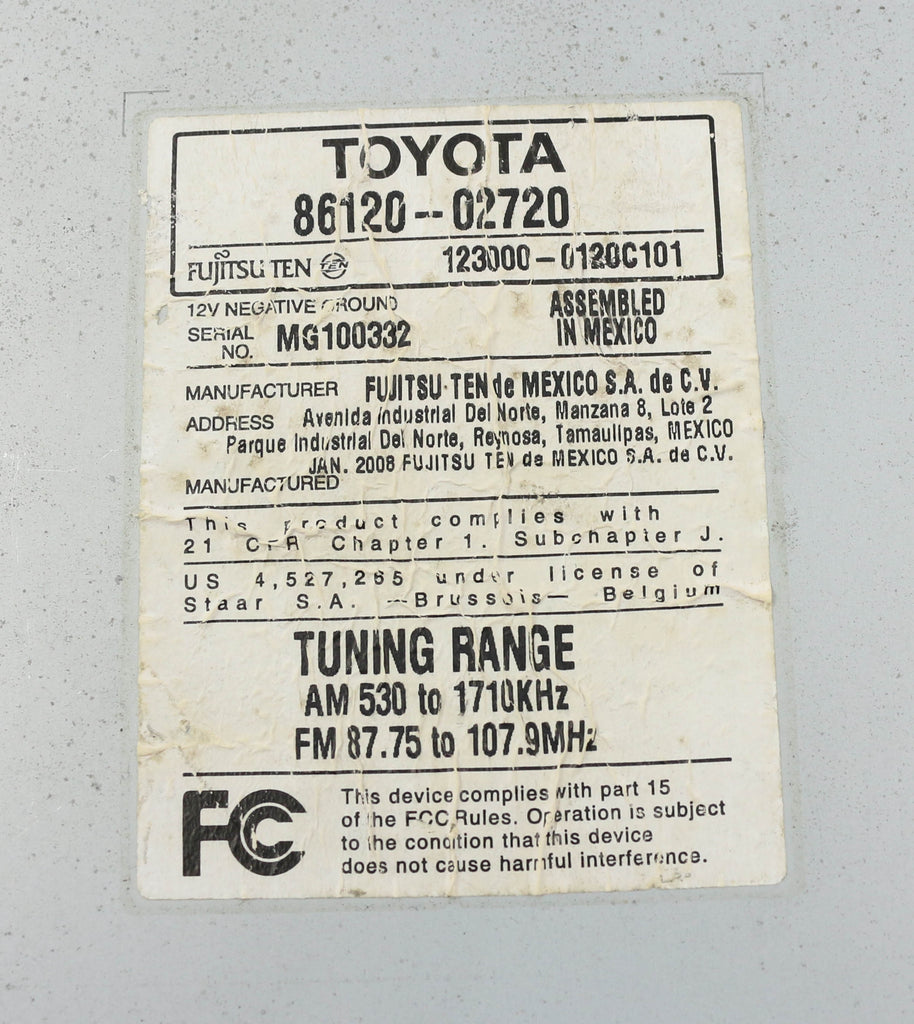 TOYOTA
86120-02720
FUJITSU TEN TEN 123000-0120C101
12V NEGATIVE GROUND
ASSEMBLED
IN MEXICO
SERIAL
NO. MG100332
MANUFACTURER FUJITSU TEN de MEXICO S.A. de C.V.
ADDRESS Avenida Industrial Del Norte, Manzana 8, Lote 2
Parque Industrial Del Norte, Reynosa, Tamaulipas, MEXICO
JAN. 2008 FUJITSU TEN de MEXICO S.A. de C.V.
MANUFACTURED
This product complies with
21 CFR Chapter 1. Subchapter J.
US 4,527,265 under license of
Staar S.A. -Brussels- Belgium
TUNING RANGE
AM 530 to 1710KHz
FM 87.75 to 107.9MHz
FC This device complies with part 15
of the FCC Rules. Operation is subject
to the condition that this device
does not cause harmful interference.